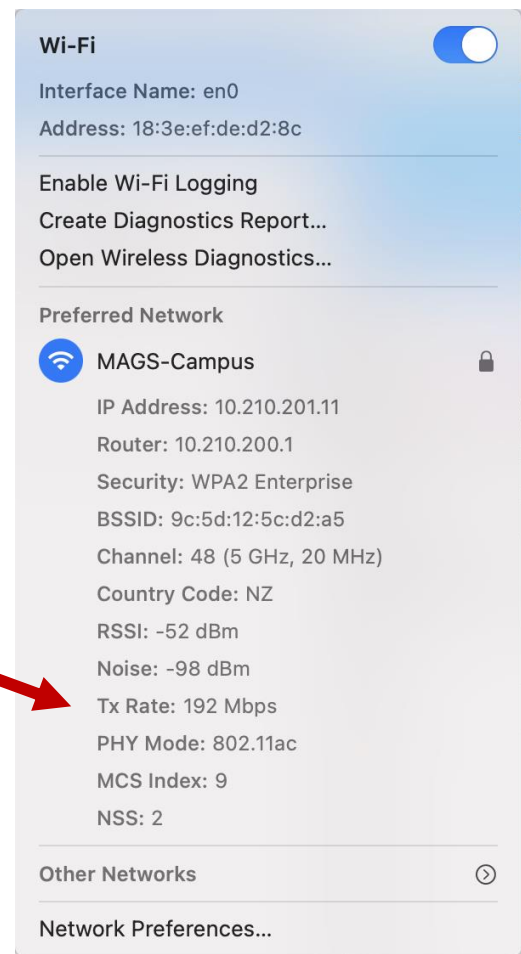 Wi-Fi
Interface Name: en0
Address: 18:3e:ef:de:d2:8c
Enable Wi-Fi Logging
Create Diagnostics Report...
Open Wireless Diagnostics...
Preferred Network
MAGS-Campus
IP Address: 10.210.201.11
Router: 10.210.200.1
Security: WPA2 Enterprise
BSSID: 9c:5d:12:5c:d2:a5
Channel: 48 (5 GHz, 20 MHz)
Country Code: NZ
RSSI: -52 dBm
Noise: -98 dBm
Tx Rate: 192 Mbps
PHY Mode: 802.11ac
MCS Index: 9
NSS: 2
Other Networks
Network Preferences...